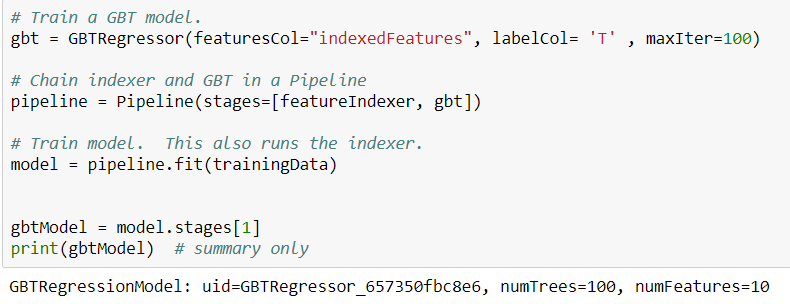 # Train a GBT model.
gbt = GBTRegressor(featuresCol="indexedFeatures", labelCol= 'T' , maxIter=100)
# Chain indexer and GBT in a Pipeline
pipeline = Pipeline(stages=[featureIndexer, gbt])
# Train model.  This also runs the indexer.
model = pipeline.fit(trainingData)
gbtModel = model.stages[1]
print(gbtModel)  # summary only
GBTRegressionModel: uid=GBTRegressor_657350fbc8e6, numTrees=100, numFeatures=10